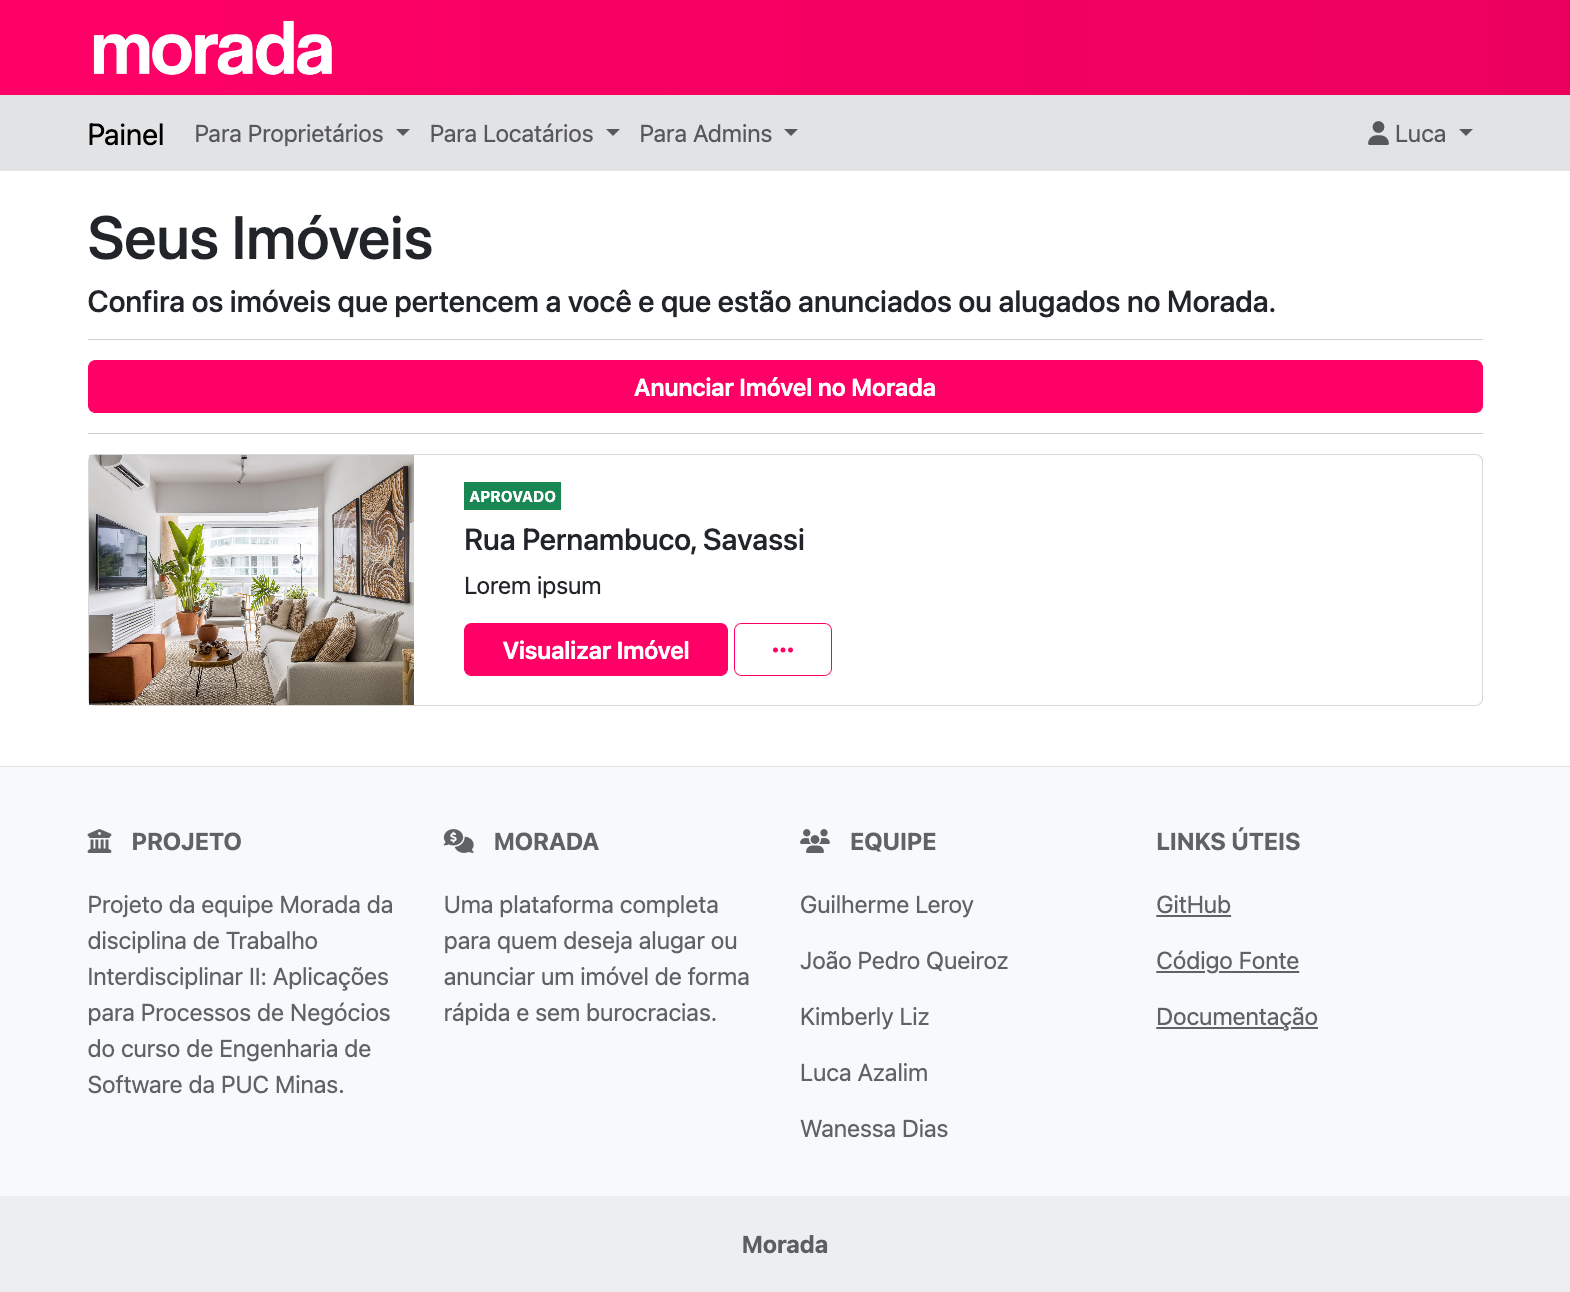 morada
Painel Para Proprietários Para Locatários Para Admins Luca
Seus Imóveis
Confira os imóveis que pertencem a você e que estão anunciados ou alugados no Morada.
Anunciar Imóvel no Morada
APROVADO
Rua Pernambuco, Savassi
Lorem ipsum
Visualizar Imóvel ···
PROJETO
Projeto da equipe Morada da
disciplina de Trabalho
Interdisciplinar II: Aplicações
para Processos de Negócios
do curso de Engenharia de
Software da PUC Minas.
MORADA
Uma plataforma completa
para quem deseja alugar ou
anunciar um imóvel de forma
rápida e sem burocracias.
EQUIPE
Guilherme Leroy
João Pedro Queiroz
Kimberly Liz
Luca Azalim
Wanessa Dias
LINKS ÚTEIS
GitHub
Código Fonte
Documentação
Morada